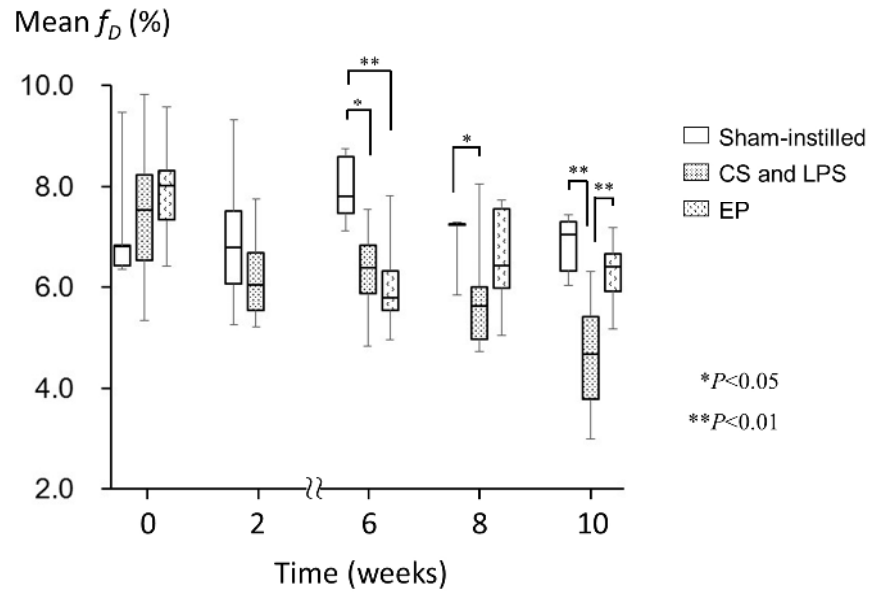 Mean f_D (%)
10.0
8.0
6.0
4.0
2.0
0
2
6
8
10
Time (weeks)
*
**
*
**
**
Sham-instilled
CS and LPS
EP
*P<0.05
**P<0.01